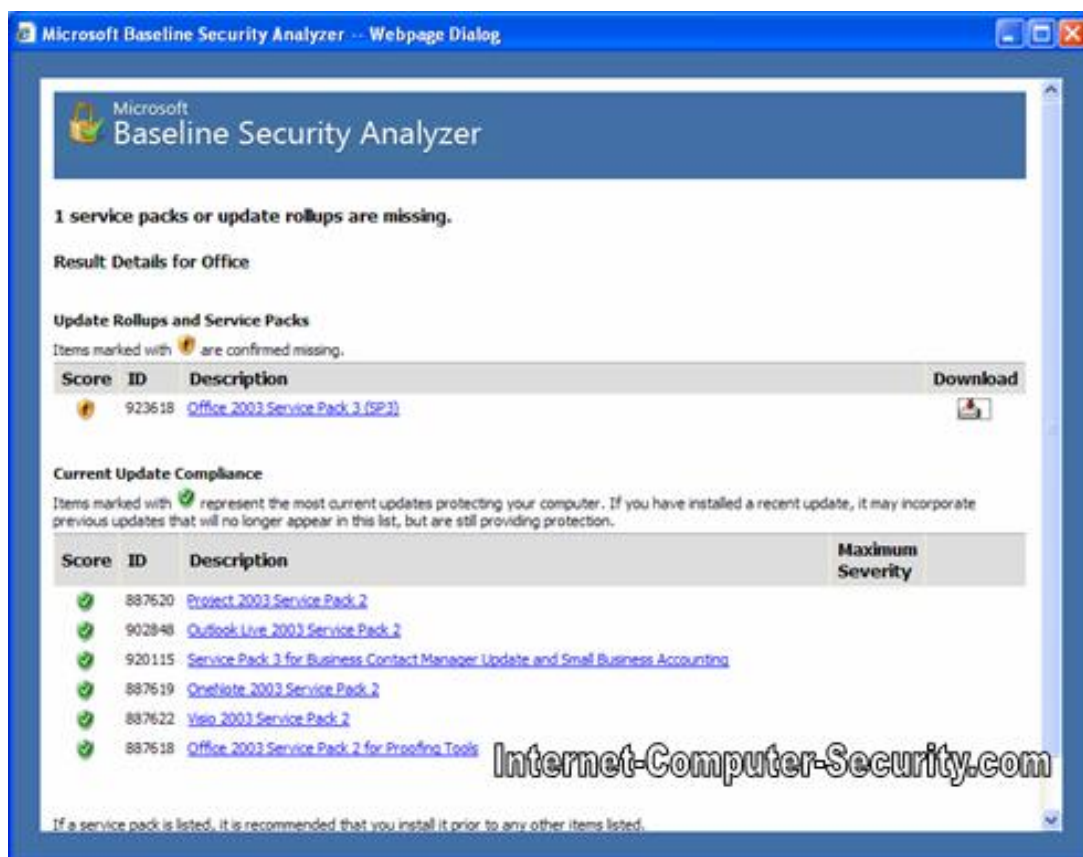 Microsoft Baseline Security Analyzer -- Webpage Dialog
Microsoft
Baseline Security Analyzer
1 service packs or update rollups are missing.
Result Details for Office
Update Rollups and Service Packs
Items marked with are confirmed missing.
Score ID Description Download
923618 Office 2003 Service Pack 3 (SP3)
Current Update Compliance
Items marked with represent the most current updates protecting your computer. If you have installed a recent update, it may incorporate
previous updates that will no longer appear in this list, but are still providing protection.
Score ID Description Maximum
Severity
887620 Project 2003 Service Pack 2
902848 Outlook Live 2003 Service Pack 2
920115 Service Pack 3 for Business Contact Manager Update and Small Business Accounting
887619 OneNote 2003 Service Pack 2
887622 Visio 2003 Service Pack 2
887618 Office 2003 Service Pack 2 for Proofing Tools
Internet-Computer-Security.com
If a service pack is listed, it is recommended that you install it prior to any other items listed.